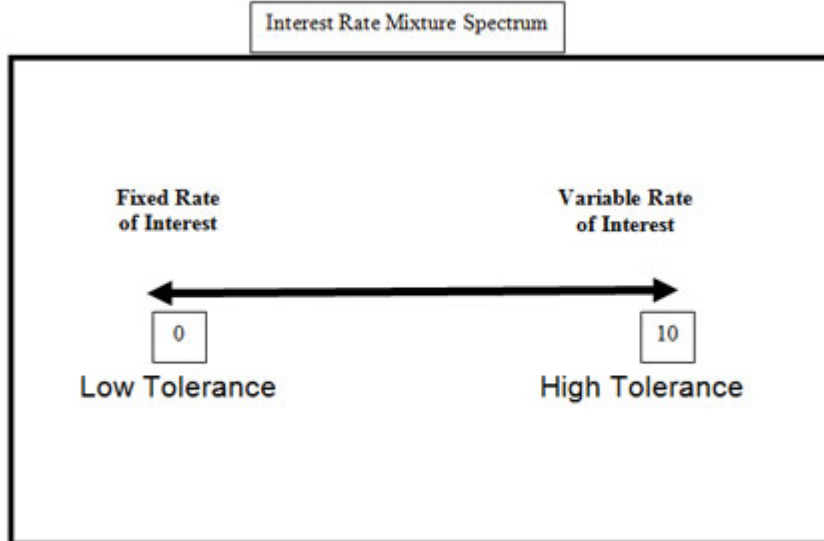 Interest Rate Mixture Spectrum
Fixed Rate
of Interest
Variable Rate
of Interest
0
10
Low Tolerance
High Tolerance